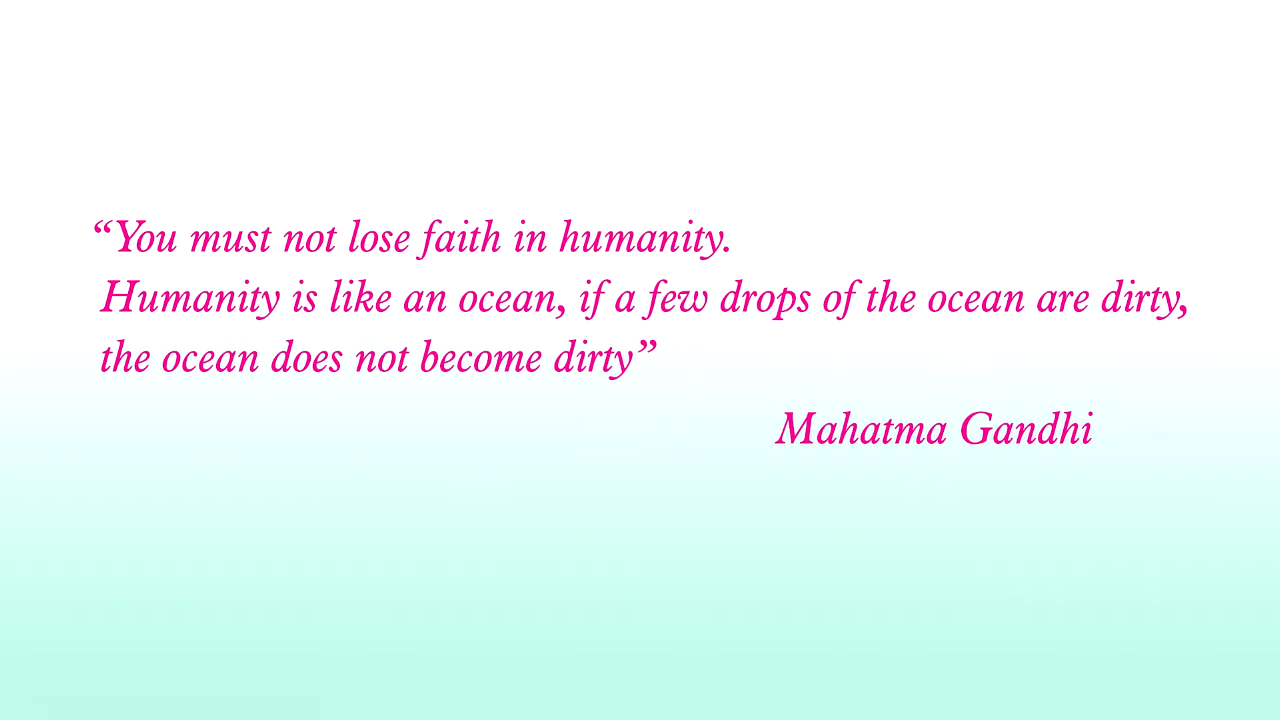 “You must not lose faith in humanity.
Humanity is like an ocean, if a few drops of the ocean are dirty,
the ocean does not become dirty”
Mahatma Gandhi